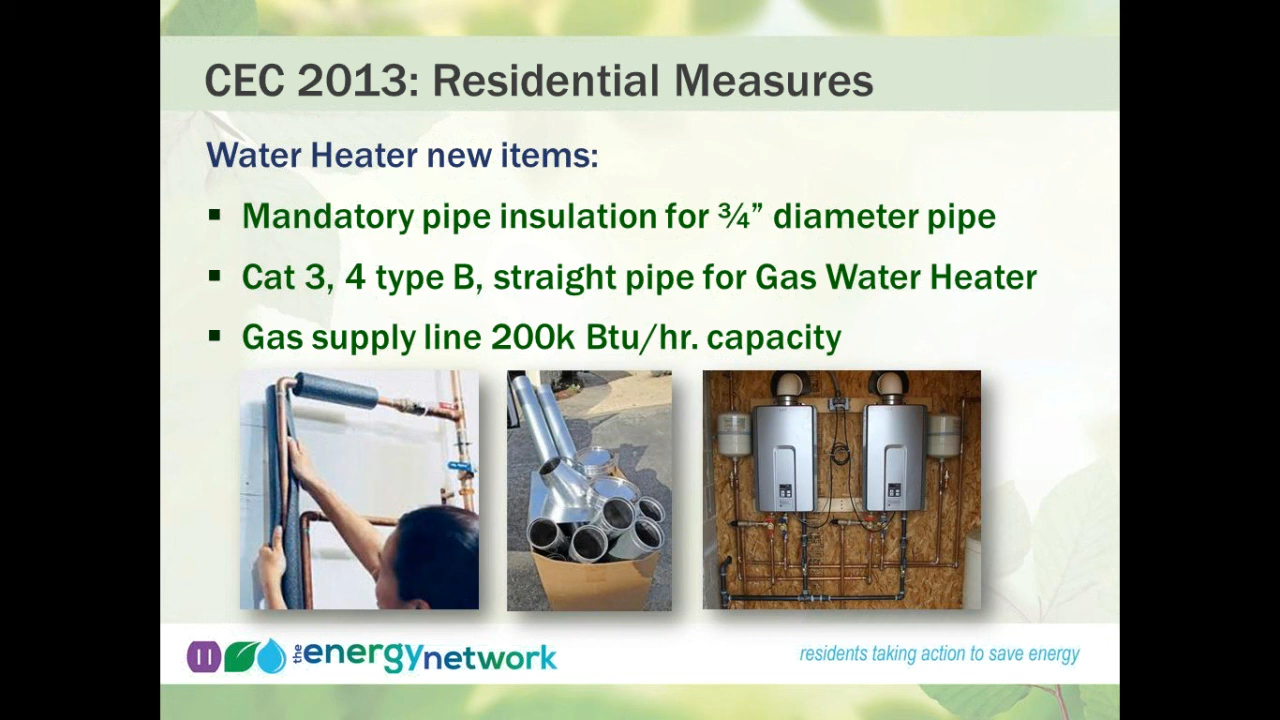 CEC 2013: Residential Measures
Water Heater new items:
▪ Mandatory pipe insulation for ¾” diameter pipe
▪ Cat 3, 4 type B, straight pipe for Gas Water Heater
▪ Gas supply line 200k Btu/hr. capacity
the energynetwork
residents taking action to save energy